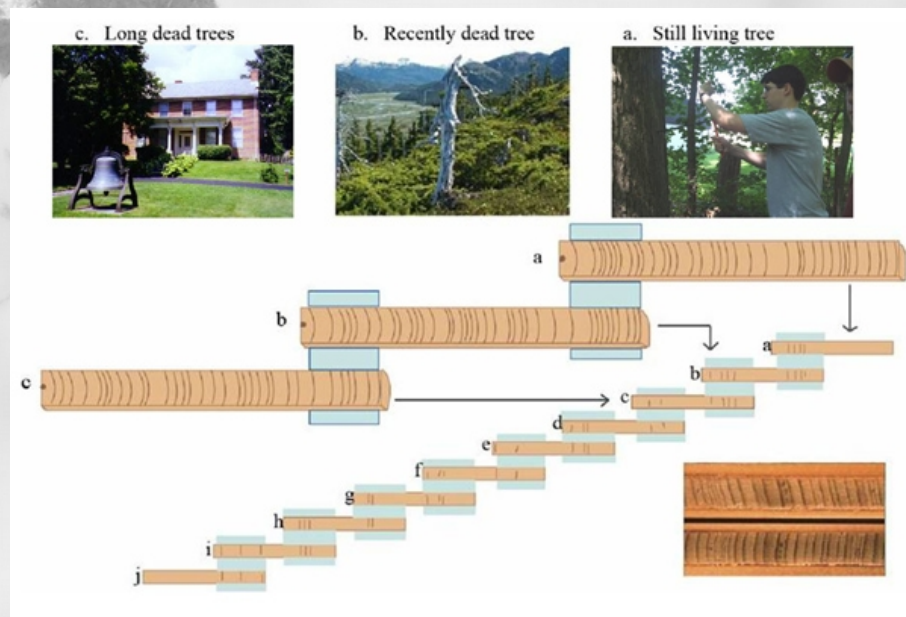 c. Long dead trees
b. Recently dead tree
a. Still living tree
a
b
c
a
b
c
d
e
f
g
h
i
j